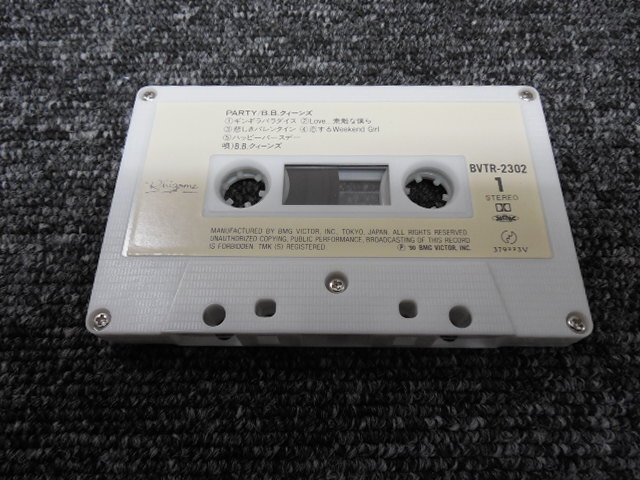 PARTY/B.B.クィーンズ
①ギンギラパラダイス ②Love…素敵な僕ら
③悲しきバレンタイン ④恋するWeekend Girl
⑤ハッピーバースデー
唄)B.B.クィーンズ
Rhizome
BVTR-2302
1
STEREO
MANUFACTURED BY BMG VICTOR, INC. TOKYO, JAPAN. ALL RIGHTS RESERVED.
UNAUTHORIZED COPYING, PUBLIC PERFORMANCE, BROADCASTING OF THIS RECORD
IS FORBIDDEN. TMK (S) REGISTERED
Ⓟ '90 BMG VICTOR, INC.